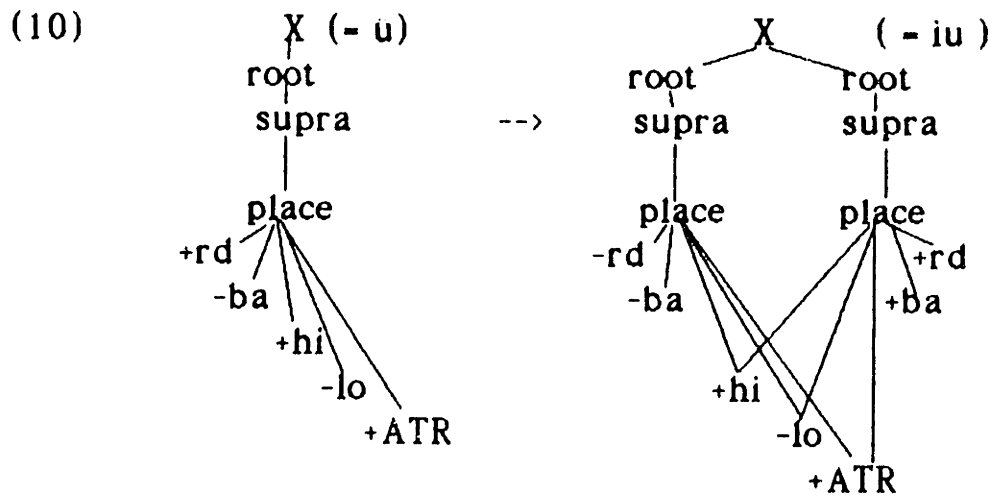 (10) X (= u) X (= iu)
root root root
supra --> supra supra
place place place
+rd -rd +rd
-ba -ba +ba
+hi +hi
-lo -lo
+ATR +ATR